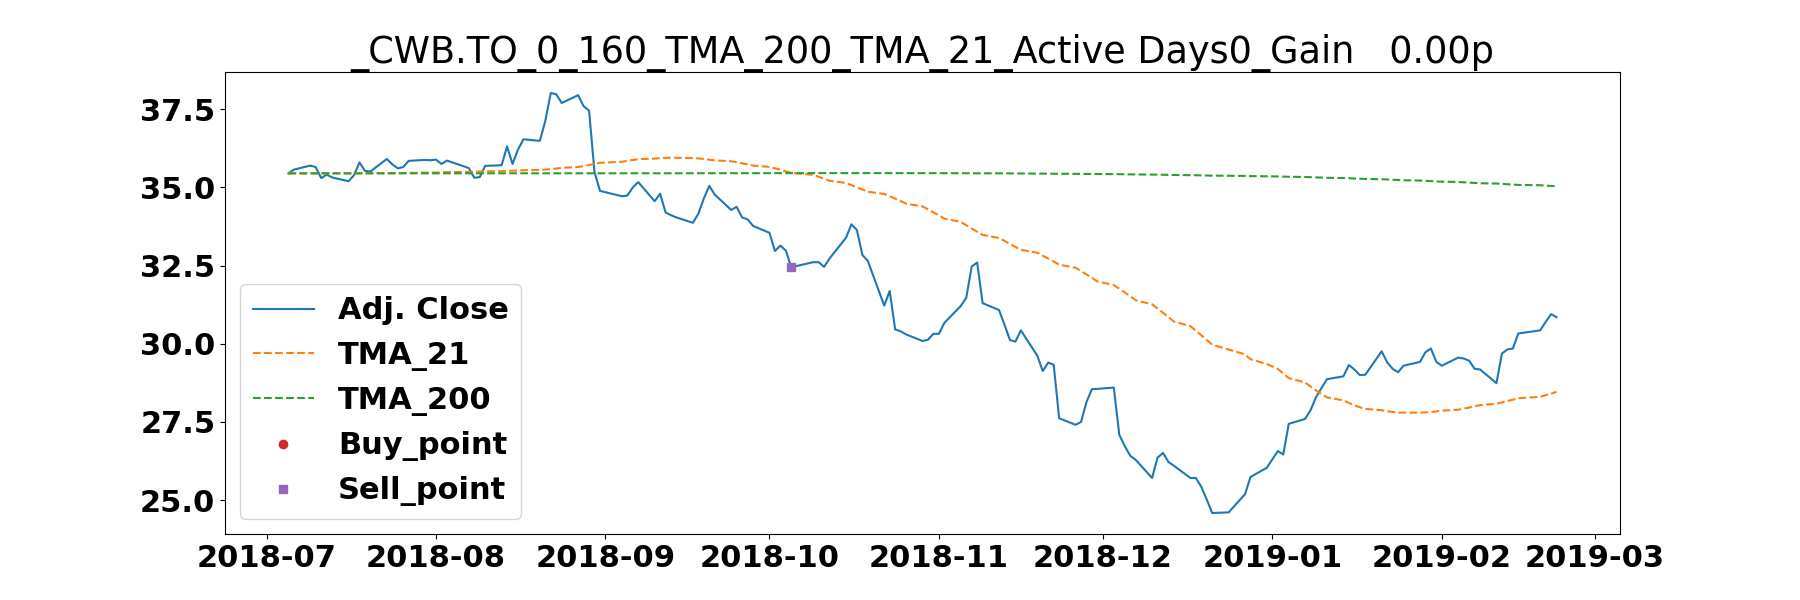 _CWB.TO_0_160_TMA_200_TMA_21_Active Days0_Gain   0.00p
37.5
35.0
32.5
30.0
27.5
25.0
Adj. Close
TMA_21
TMA_200
Buy_point
Sell_point
2018-07 2018-08 2018-09 2018-10 2018-11 2018-12 2019-01 2019-02 2019-03